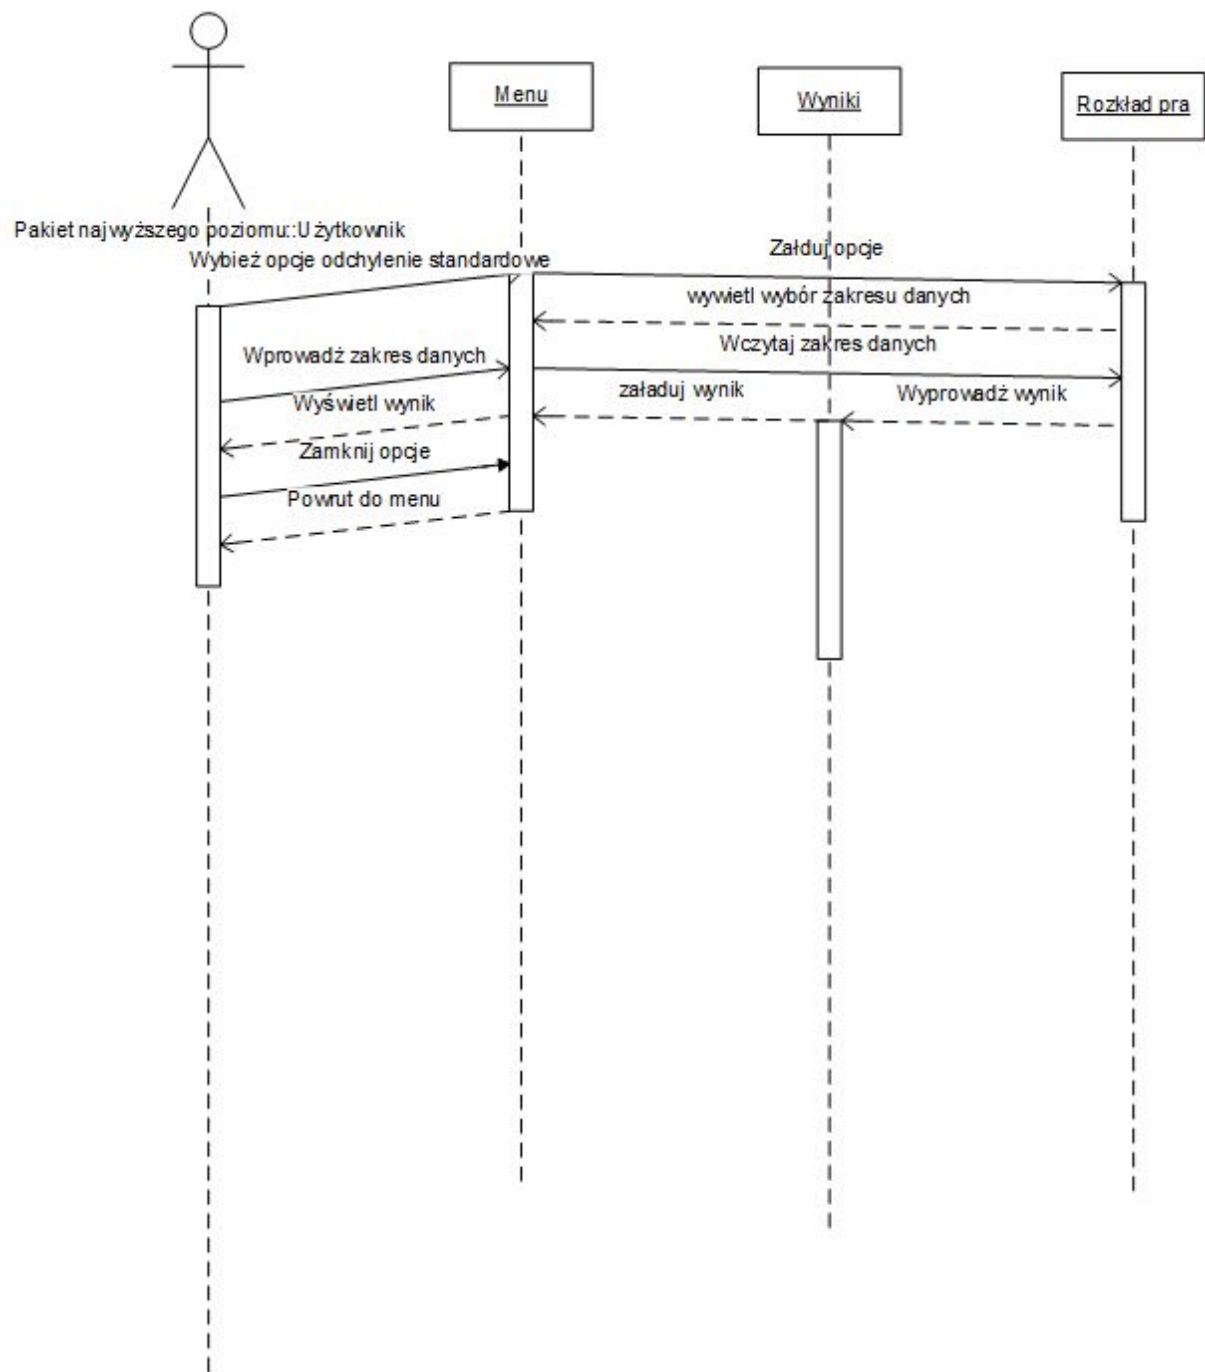 Menu
Wyniki
Rozkład pra
Pakiet najwyższego poziomu::Użytkownik
Wybież opcje odchylenie standardowe
Załduj opcje
wywietl wybór zakresu danych
Wczytaj zakres danych
Wprowadź zakres danych
załaduj wynik
Wyprowadź wynik
Wyświetl wynik
Zamknij opcje
Powrut do menu